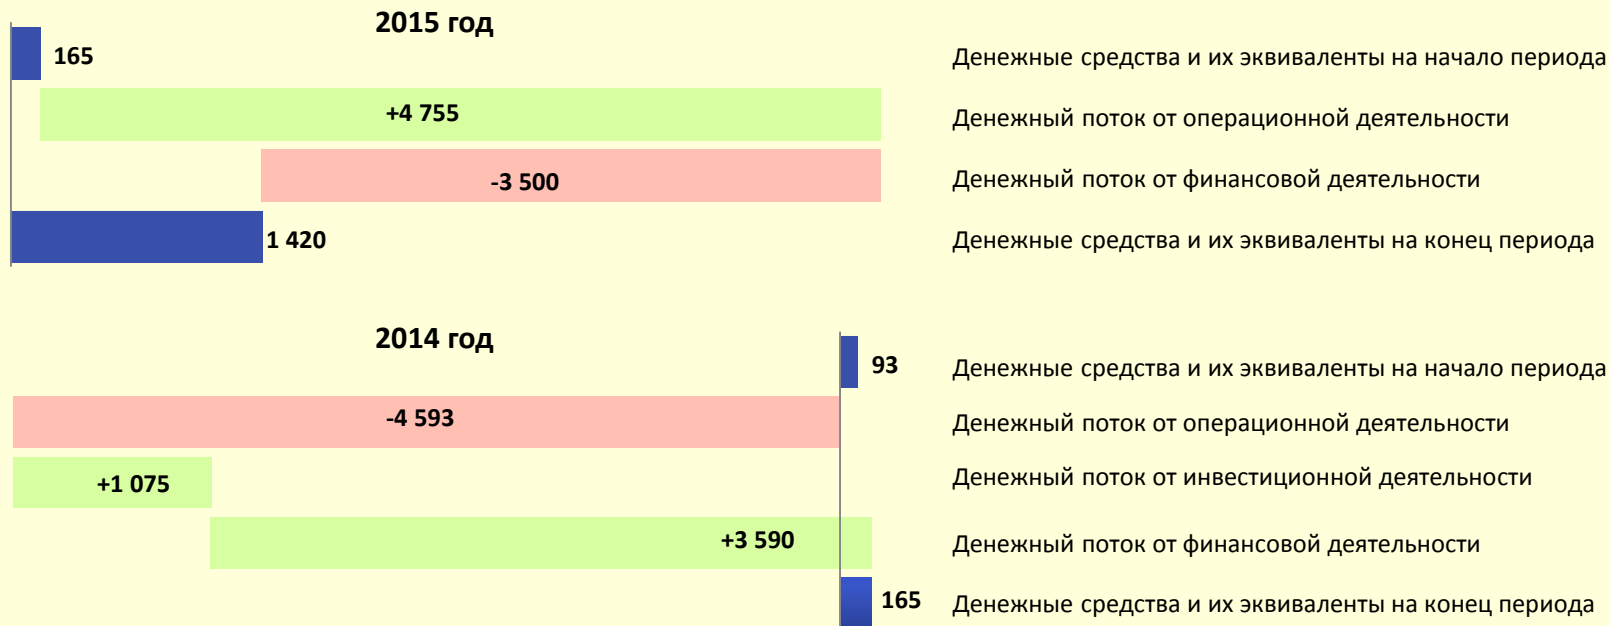 2015 год
165 Денежные средства и их эквиваленты на начало периода
+4 755 Денежный поток от операционной деятельности
-3 500 Денежный поток от финансовой деятельности
1 420 Денежные средства и их эквиваленты на конец периода
2014 год
93 Денежные средства и их эквиваленты на начало периода
-4 593 Денежный поток от операционной деятельности
+1 075 Денежный поток от инвестиционной деятельности
+3 590 Денежный поток от финансовой деятельности
165 Денежные средства и их эквиваленты на конец периода